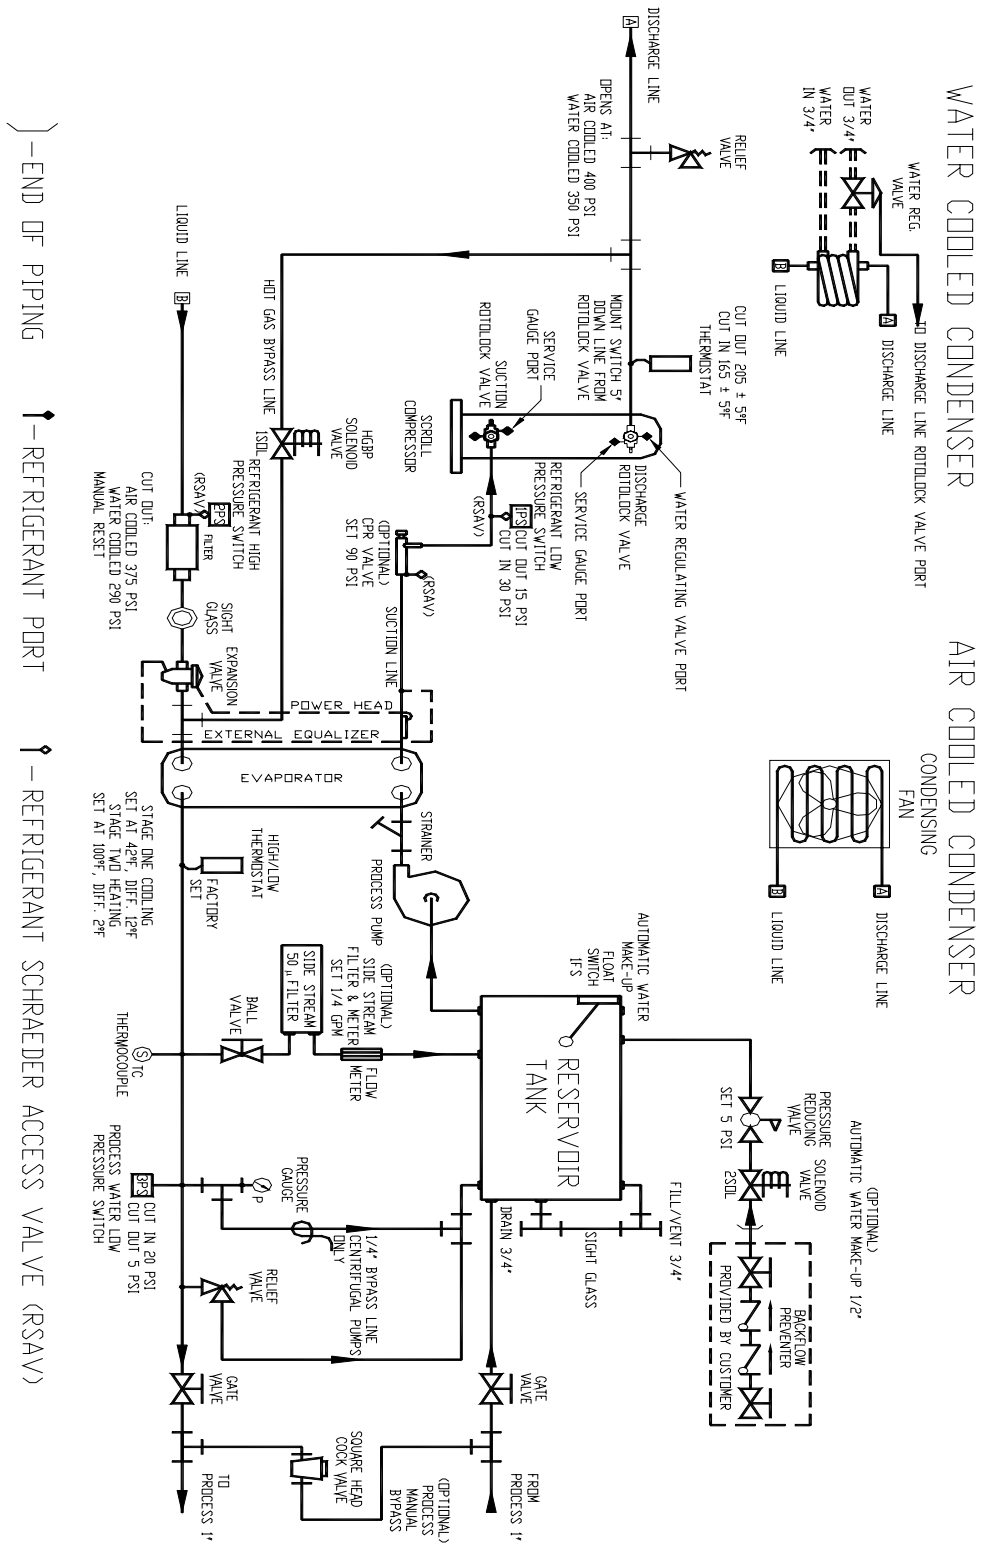 WATER COOLED CONDENSER
AIR COOLED CONDENSER
WATER REG.
VALVE
TO DISCHARGE LINE ROTOLOCK VALVE PORT
WATER
OUT 3/4"
WATER
IN 3/4"
A
DISCHARGE LINE
B
LIQUID LINE
CONDENSING
FAN
A
DISCHARGE LINE
B
LIQUID LINE
DISCHARGE LINE
A
RELIEF
VALVE
OPENS AT:
AIR COOLED 400 PSI
WATER COOLED 350 PSI
CUT OUT 205 ± 5°F
CUT IN 165 ± 5°F
THERMOSTAT
MOUNT SWITCH 5"
DOWN LINE FROM
ROTOLOCK VALVE
WATER REGULATING VALVE PORT
DISCHARGE
ROTOLOCK VALVE
SERVICE GAUGE PORT
SERVICE
GAUGE PORT
SUCTION
ROTOLOCK VALVE
SCROLL
COMPRESSOR
REFRIGERANT LOW
PRESSURE SWITCH
1PS
CUT OUT 15 PSI
CUT IN 30 PSI
(RSAV)
(OPTIONAL)
CPR VALVE
SET 90 PSI
(RSAV)
SUCTION LINE
HOT GAS BYPASS LINE
HGBP
SOLENOID
VALVE
1SOL
LIQUID LINE
B
REFRIGERANT HIGH
PRESSURE SWITCH
2PS
(RSAV)
FILTER
CUT OUT:
AIR COOLED 375 PSI
WATER COOLED 290 PSI
MANUAL RESET
SIGHT
GLASS
EXPANSION
VALVE
POWER HEAD
EXTERNAL EQUALIZER
EVAPORATOR
STRAINER
PROCESS PUMP
HIGH/LOW
THERMOSTAT
FACTORY
SET
STAGE ONE COOLING
SET AT 42°F, DIFF. 12°F
STAGE TWO HEATING
SET AT 100°F, DIFF. 2°F
AUTOMATIC WATER
MAKE-UP
FLOAT
SWITCH
1FS
RESERVOIR
TANK
(OPTIONAL)
SIDE STREAM
FILTER & METER
SET 1/4 GPM
SIDE STREAM
50 µ FILTER
FLOW
METER
BALL
VALVE
S
TC
THERMOCOUPLE
(OPTIONAL)
AUTOMATIC WATER MAKE-UP 1/2"
PRESSURE
REDUCING
VALVE
SET 5 PSI
SOLENOID
VALVE
2SOL
BACKFLOW
PREVENTER
PROVIDED BY CUSTOMER
FILL/VENT 3/4"
SIGHT GLASS
DRAIN 3/4"
PRESSURE
GAUGE
P
3PS
CUT IN 20 PSI
CUT OUT 5 PSI
PROCESS WATER LOW
PRESSURE SWITCH
1/4" BYPASS LINE
CENTRIFUGAL PUMPS
ONLY
RELIEF
VALVE
GATE
VALVE
GATE
VALVE
SQUARE HEAD
COCK VALVE
(OPTIONAL)
PROCESS
MANUAL
BYPASS
FROM
PROCESS 1"
TO
PROCESS 1"
)-END OF PIPING
- REFRIGERANT PORT
- REFRIGERANT SCHRAEDER ACCESS VALVE (RSAV)